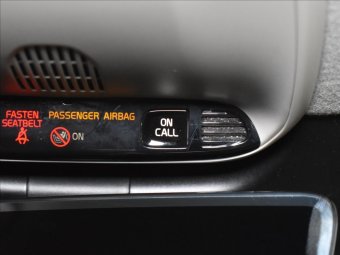 FASTEN
SEATBELT
PASSENGER AIRBAG
ON
ON
CALL